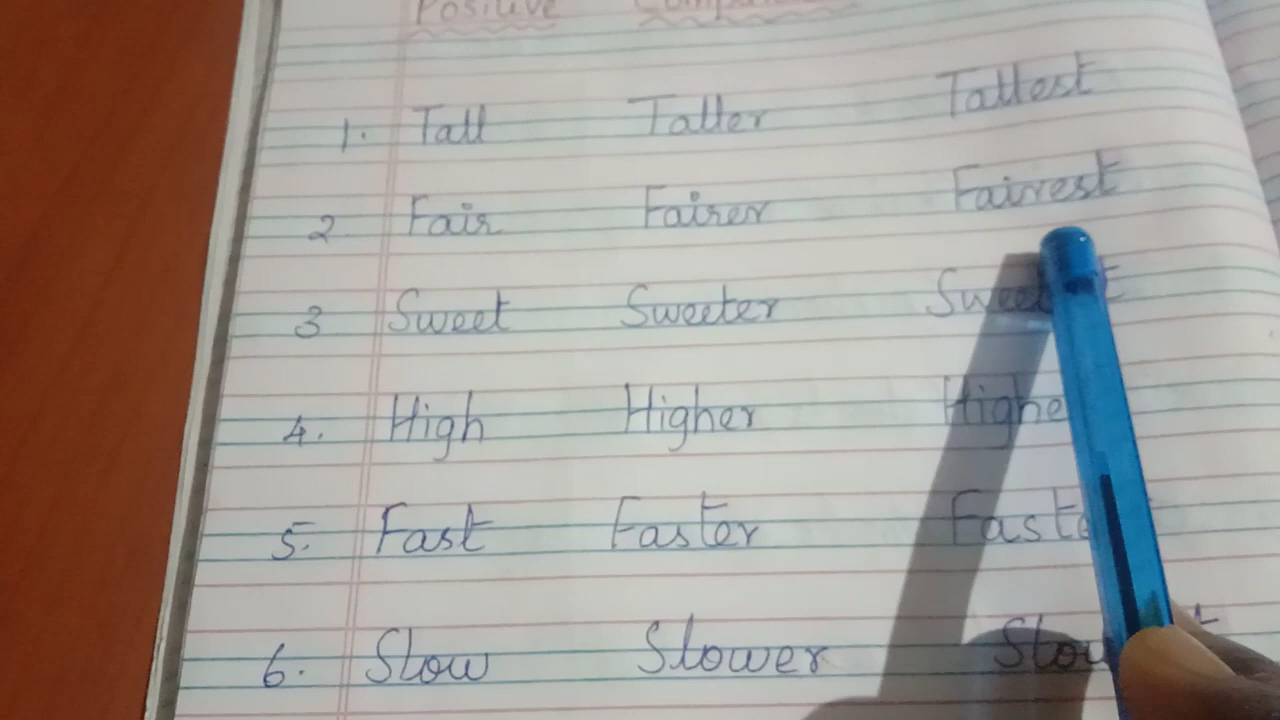 Positive
1. Tall Taller Tallest
2 Fair Fairer Fairest
3 Sweet Sweeter
4. High Higher
5. Fast Faster
6. Slow Slower